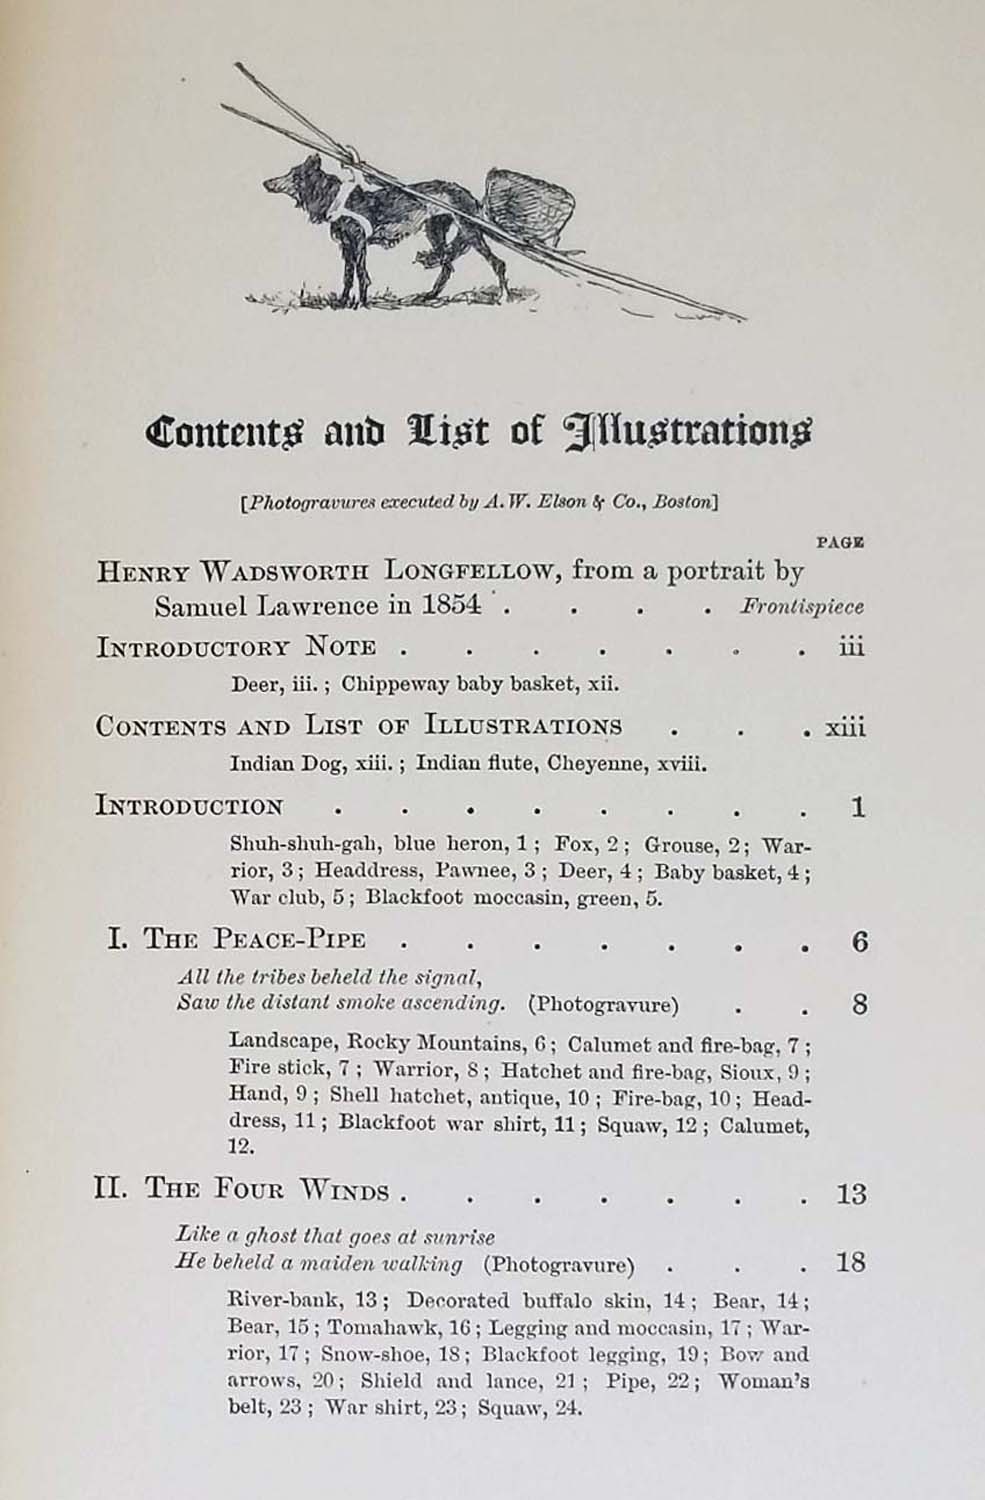 Contents and List of Illustrations
[Photogravures executed by A. W. Elson & Co., Boston]
PAGE
HENRY WADSWORTH LONGFELLOW, from a portrait by
Samuel Lawrence in 1854 . . . . Frontispiece
INTRODUCTORY NOTE . . . . . . . iii
Deer, iii. ; Chippeway baby basket, xii.
CONTENTS AND LIST OF ILLUSTRATIONS . . . xiii
Indian Dog, xiii. ; Indian flute, Cheyenne, xviii.
INTRODUCTION . . . . . . . . 1
Shuh-shuh-gah, blue heron, 1 ; Fox, 2 ; Grouse, 2 ; War-
rior, 3 ; Headdress, Pawnee, 3 ; Deer, 4 ; Baby basket, 4 ;
War club, 5 ; Blackfoot moccasin, green, 5.
I. THE PEACE-PIPE . . . . . . . 6
All the tribes beheld the signal,
Saw the distant smoke ascending. (Photogravure) . . 8
Landscape, Rocky Mountains, 6 ; Calumet and fire-bag, 7 ;
Fire stick, 7 ; Warrior, 8 ; Hatchet and fire-bag, Sioux, 9 ;
Hand, 9 ; Shell hatchet, antique, 10 ; Fire-bag, 10 ; Head-
dress, 11 ; Blackfoot war shirt, 11 ; Squaw, 12 ; Calumet,
12.
II. THE FOUR WINDS . . . . . . . 13
Like a ghost that goes at sunrise
He beheld a maiden walking (Photogravure) . . . 18
River-bank, 13 ; Decorated buffalo skin, 14 ; Bear, 14 ;
Bear, 15 ; Tomahawk, 16 ; Legging and moccasin, 17 ; War-
rior, 17 ; Snow-shoe, 18 ; Blackfoot legging, 19 ; Bow and
arrows, 20 ; Shield and lance, 21 ; Pipe, 22 ; Woman's
belt, 23 ; War shirt, 23 ; Squaw, 24.